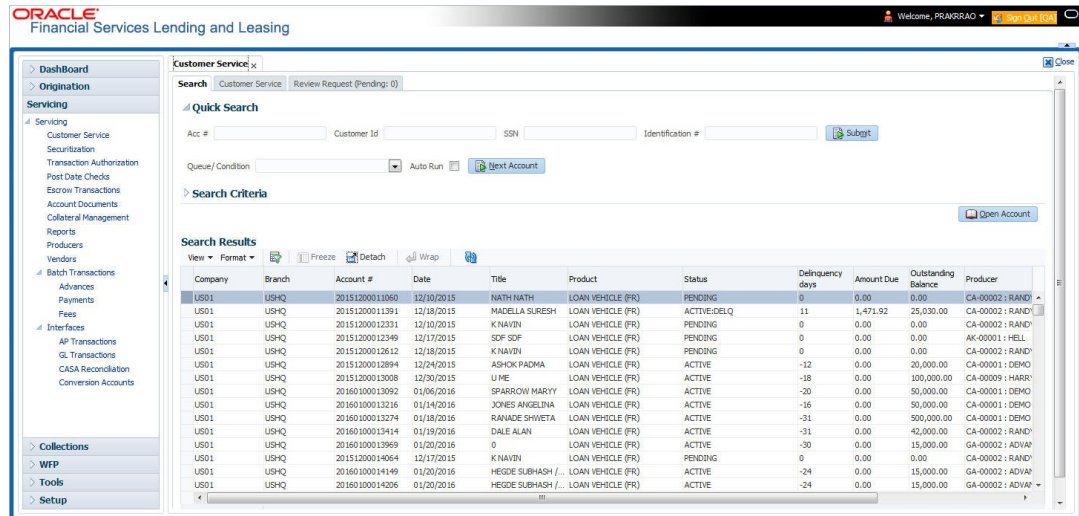 ORACLE
Financial Services Lending and Leasing
Welcome, PRAKRRAO
Sign Out [QA]
Close
DashBoard
Origination
Servicing
Servicing
Customer Service
Securitization
Transaction Authorization
Post Date Checks
Escrow Transactions
Account Documents
Collateral Management
Reports
Producers
Vendors
Batch Transactions
Advances
Payments
Fees
Interfaces
AP Transactions
GL Transactions
CASA Reconciliation
Conversion Accounts
Collections
WFP
Tools
Setup
Customer Service x
Search Customer Service Review Request (Pending: 0)
Quick Search
Acc # Customer Id SSN Identification # Submit
Queue/Condition Auto Run Next Account
Search Criteria
Open Account
Search Results
View Format Freeze Detach Wrap
Company Branch Account # Date Title Product Status Delinquency days Amount Due Outstanding Balance Producer
US01 USHQ 20151200011060 12/10/2015 NATH NATH LOAN VEHICLE (FR) PENDING 0 0.00 0.00 CA-00002 : RANDY
US01 USHQ 20151200011391 12/18/2015 MADELLA SURESH LOAN VEHICLE (FR) ACTIVE:DELQ 11 1,471.92 25,030.00 CA-00002 : RANDY
US01 USHQ 20151200012331 12/10/2015 K NAVIN LOAN VEHICLE (FR) PENDING 0 0.00 0.00 CA-00002 : RANDY
US01 USHQ 20151200012349 12/17/2015 SDF SDF LOAN VEHICLE (FR) PENDING 0 0.00 0.00 AK-00001 : HELL
US01 USHQ 20151200012612 12/18/2015 K NAVIN LOAN VEHICLE (FR) PENDING 0 0.00 0.00 CA-00002 : RANDY
US01 USHQ 20151200012894 12/24/2015 ASHOK PADMA LOAN VEHICLE (FR) ACTIVE -12 0.00 20,000.00 CA-00001 : DEMO
US01 USHQ 20151200013008 12/30/2015 U ME LOAN VEHICLE (FR) ACTIVE -18 0.00 100,000.00 CA-00009 : HARRY
US01 USHQ 20160100013092 01/06/2016 SPARROW MARYY LOAN VEHICLE (FR) ACTIVE -20 0.00 50,000.00 CA-00001 : DEMO
US01 USHQ 20160100013216 01/14/2016 JONES ANGELINA LOAN VEHICLE (FR) ACTIVE -16 0.00 50,000.00 CA-00001 : DEMO
US01 USHQ 20160100013274 01/18/2016 RANADE SHWETA LOAN VEHICLE (FR) ACTIVE -31 0.00 500,000.00 CA-00001 : DEMO
US01 USHQ 20160100013414 01/19/2016 DALE ALAN LOAN VEHICLE (FR) ACTIVE -31 0.00 42,000.00 CA-00002 : RANDY
US01 USHQ 20160100013969 01/20/2016 0 LOAN VEHICLE (FR) ACTIVE -30 0.00 15,000.00 GA-00002 : ADVAN
US01 USHQ 20151200014064 12/17/2015 K NAVIN LOAN VEHICLE (FR) PENDING 0 0.00 0.00 CA-00002 : RANDY
US01 USHQ 20160100014149 01/20/2016 HEGDE SUBHASH /... LOAN VEHICLE (FR) ACTIVE -24 0.00 15,000.00 GA-00002 : ADVAN
US01 USHQ 20160100014206 01/20/2016 HEGDE SUBHASH /... LOAN VEHICLE (FR) ACTIVE -24 0.00 15,000.00 GA-00002 : ADVAN